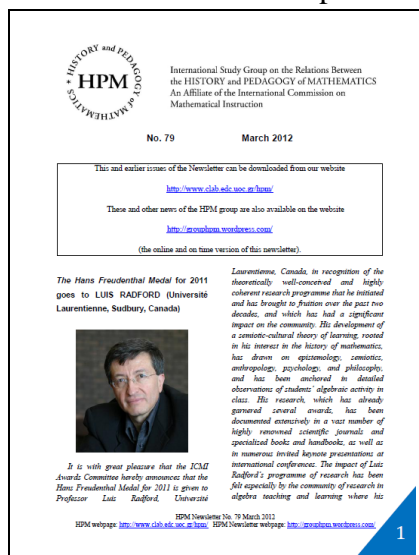 HISTORY and PEDAGOGY of MATHEMATICS
HPM
International Study Group on the Relations Between
the HISTORY and PEDAGOGY of MATHEMATICS
An Affiliate of the International Commission on
Mathematical Instruction
No. 79 March 2012
This and earlier issues of the Newsletter can be downloaded from our website
http://www.clab.edc.uoc.gr/hpm/
These and other news of the HPM group are also available on the website
http://grouphpm.wordpress.com/
(the online and on time version of this newsletter).
The Hans Freudenthal Medal for 2011
goes to LUIS RADFORD (Université
Laurentienne, Sudbury, Canada)
It is with great pleasure that the ICMI
Awards Committee hereby announces that the
Hans Freudenthal Medal for 2011 is given to
Professor Luis Radford, Université
Laurentienne, Canada, in recognition of the
theoretically well-conceived and highly
coherent research programme that he initiated
and has brought to fruition over the past two
decades, and which has had a significant
impact on the community. His development of
a semiotic-cultural theory of learning, rooted
in his interest in the history of mathematics,
has drawn on epistemology, semiotics,
anthropology, psychology, and philosophy,
and has been anchored in detailed
observations of students' algebraic activity in
class. His research, which has already
garnered several awards, has been
documented extensively in a vast number of
highly renowned scientific journals and
specialized books and handbooks, as well as
in numerous invited keynote presentations at
international conferences. The impact of Luis
Radford's programme of research has been
felt especially by the community of research in
algebra teaching and learning where his
HPM Newsletter No. 79 March 2012
HPM webpage: http://www.clab.edc.uoc.gr/hpm/ HPM Newsletter webpage: http://grouphpm.wordpress.com/
1